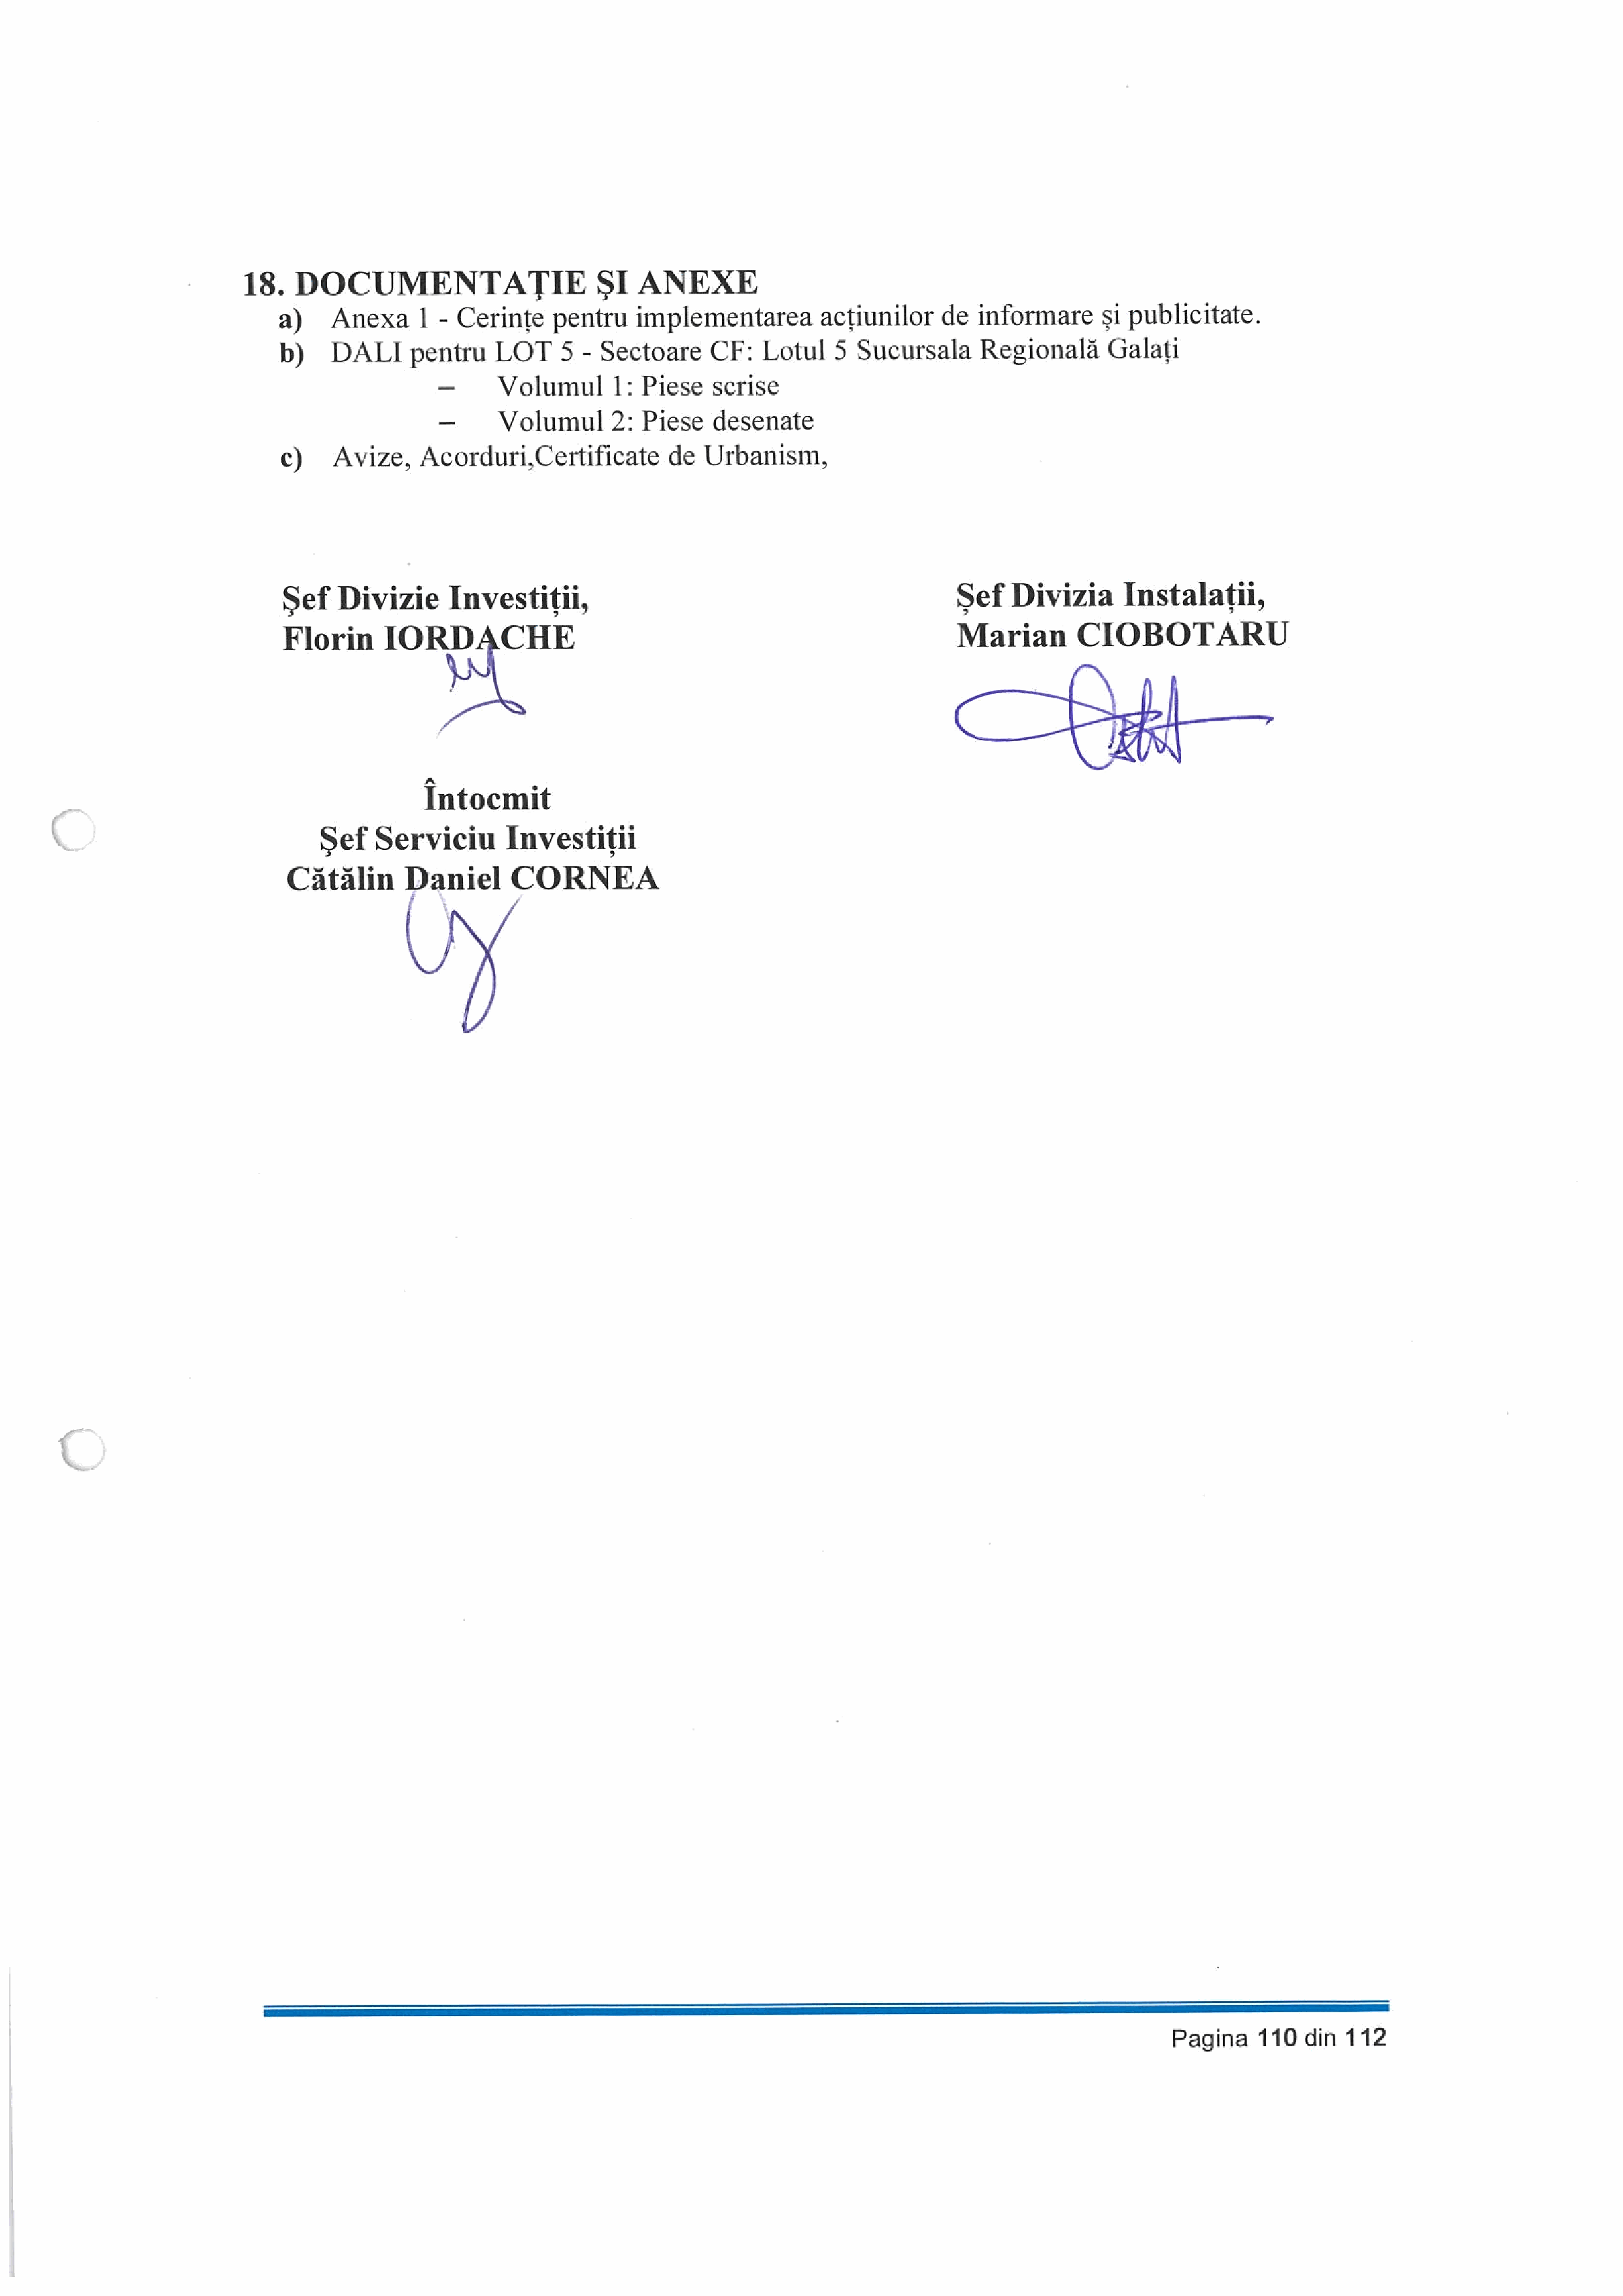 18. DOCUMENTAŢIE ŞI ANEXE
a) Anexa 1 - Cerințe pentru implementarea acțiunilor de informare și publicitate.
b) DALI pentru LOT 5 - Sectoare CF: Lotul 5 Sucursala Regională Galați
– Volumul 1: Piese scrise
– Volumul 2: Piese desenate
c) Avize, Acorduri,Certificate de Urbanism,
Şef Divizie Investiții,
Florin IORDACHE
Șef Divizia Instalații,
Marian CIOBOTARU
Întocmit
Şef Serviciu Investiții
Cătălin Daniel CORNEA
Pagina 110 din 112